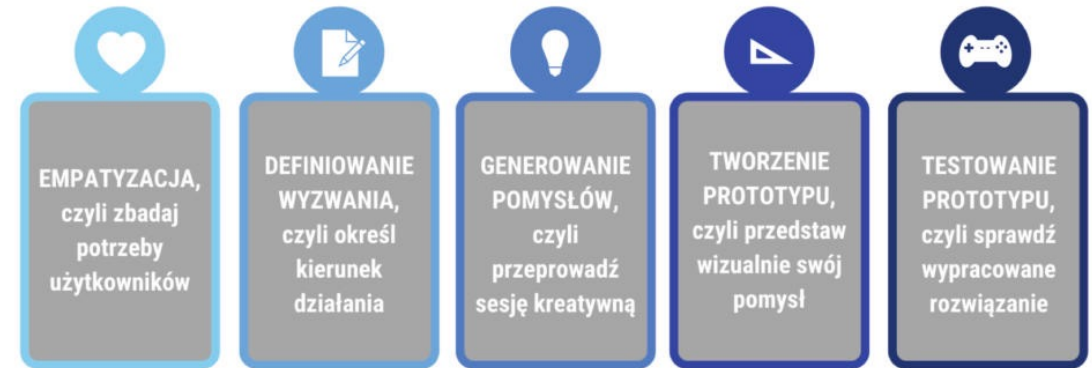 EMPATYZACJA,
czyli zbadaj
potrzeby
użytkowników
DEFINIOWANIE
WYZWANIA,
czyli określ
kierunek
działania
GENEROWANIE
POMYSŁÓW,
czyli
przeprowadź
sesję kreatywną
TWORZENIE
PROTOTYPU,
czyli przedstaw
wizualnie swój
pomysł
TESTOWANIE
PROTOTYPU,
czyli sprawdź
wypracowane
rozwiązanie